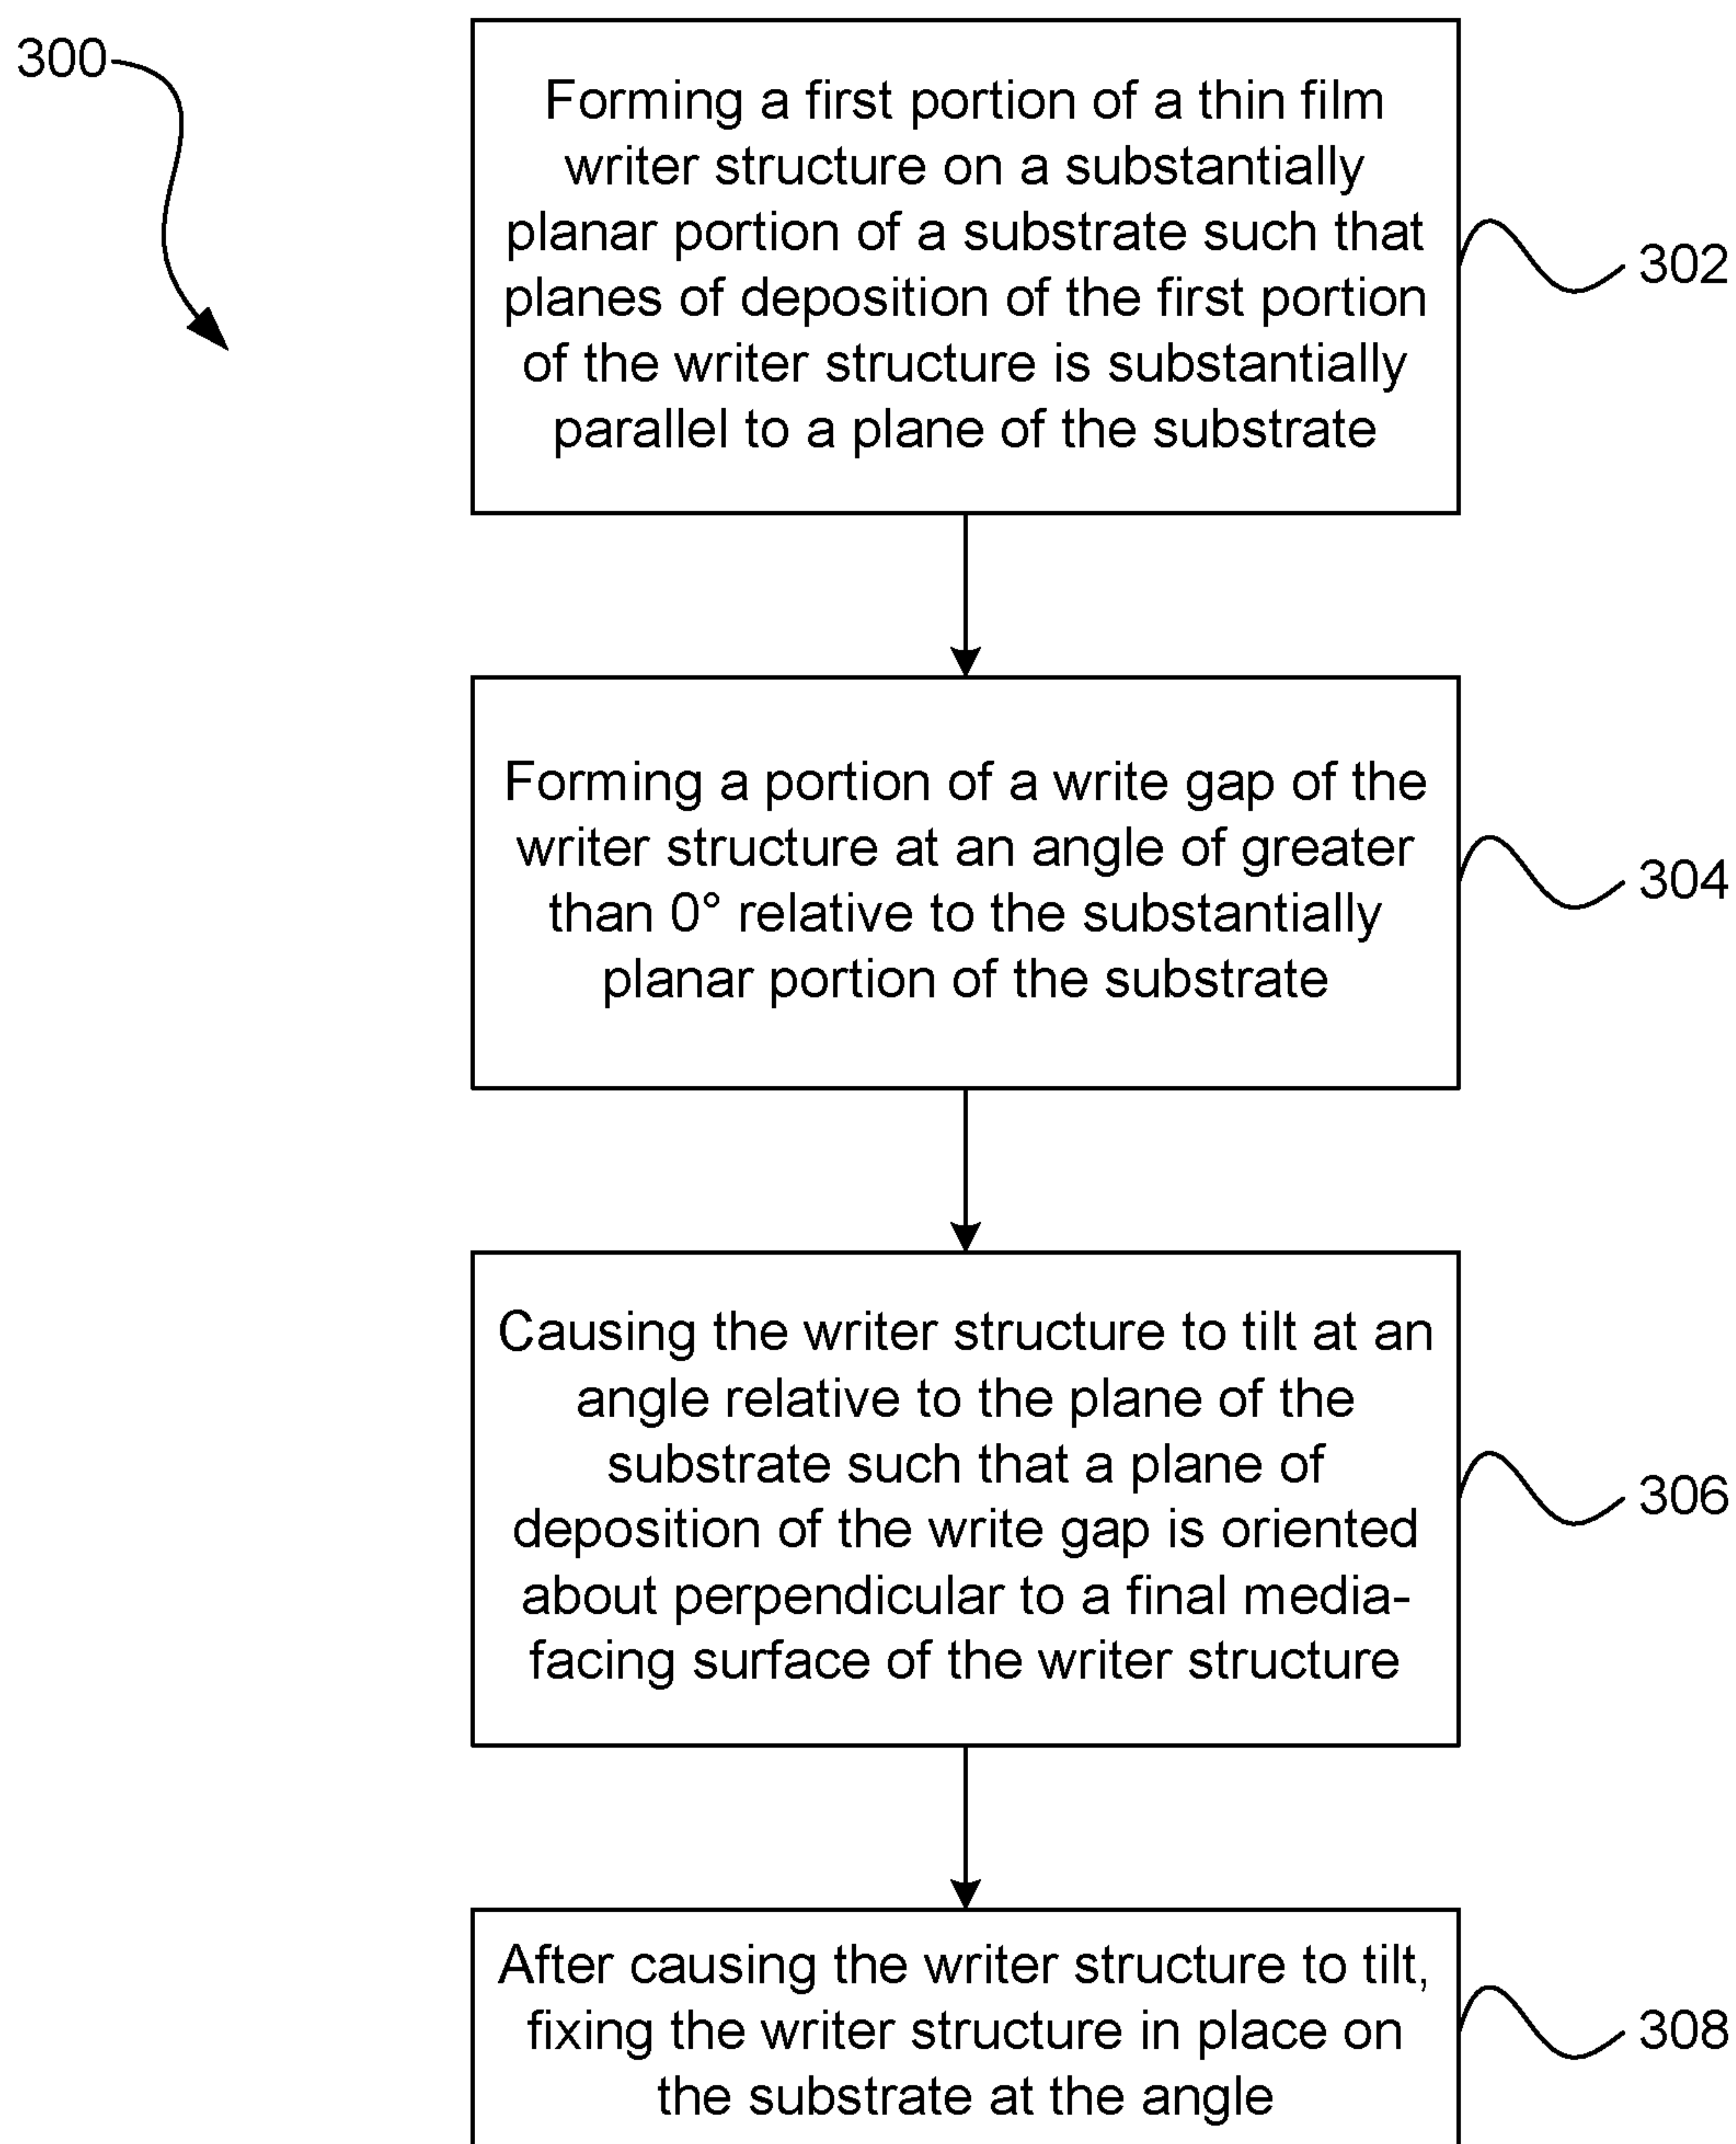 300
Forming a first portion of a thin film
writer structure on a substantially
planar portion of a substrate such that
planes of deposition of the first portion
of the writer structure is substantially
parallel to a plane of the substrate
302
Forming a portion of a write gap of the
writer structure at an angle of greater
than 0° relative to the substantially
planar portion of the substrate
304
Causing the writer structure to tilt at an
angle relative to the plane of the
substrate such that a plane of
deposition of the write gap is oriented
about perpendicular to a final media-
facing surface of the writer structure
306
After causing the writer structure to tilt,
fixing the writer structure in place on
the substrate at the angle
308